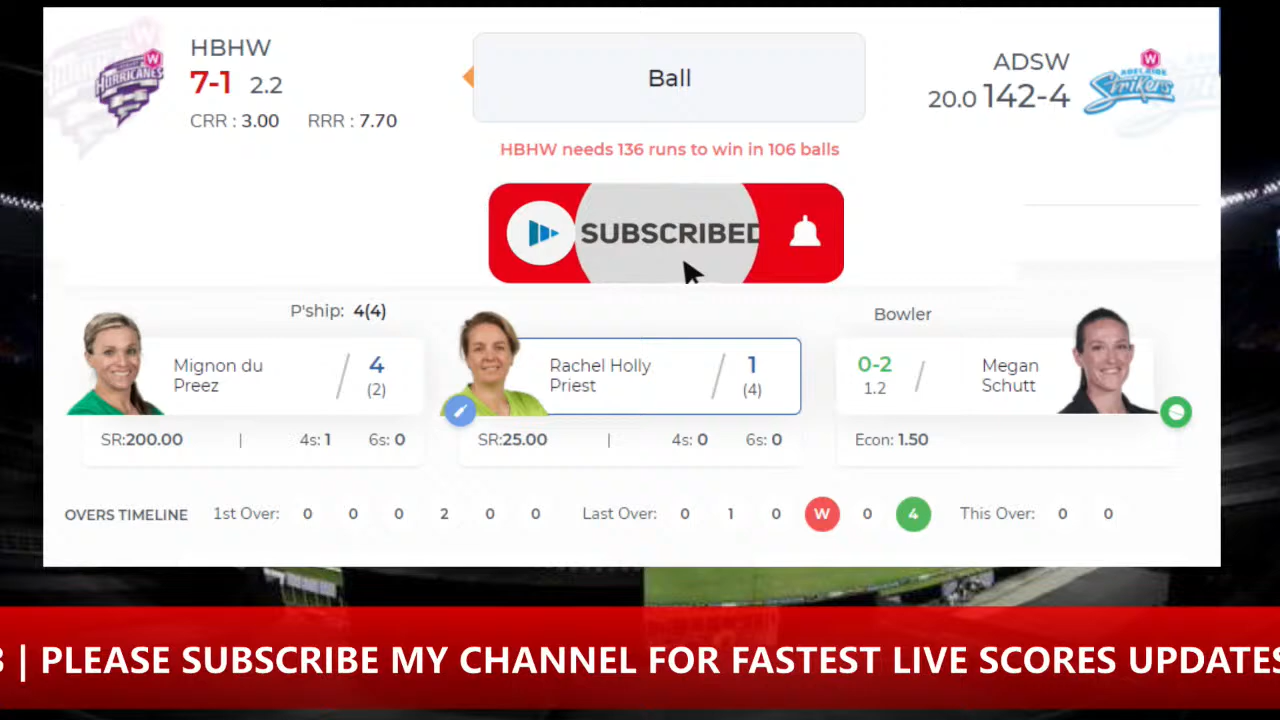 HBHW
7-1 2.2
CRR : 3.00 RRR : 7.70
HURRICANES
W
Ball
HBHW needs 136 runs to win in 106 balls
ADSW
20.0 142-4
W
ADELAIDE
Strikers
SUBSCRIBED
P'ship: 4(4)
Mignon du
Preez
4
(2)
SR:200.00 | 4s: 1 6s: 0
Rachel Holly
Priest
1
(4)
SR:25.00 | 4s: 0 6s: 0
Bowler
0-2
1.2
Megan
Schutt
Econ: 1.50
OVERS TIMELINE 1st Over: 0 0 0 2 0 0 Last Over: 0 1 0 W 0 4 This Over: 0 0
| PLEASE SUBSCRIBE MY CHANNEL FOR FASTEST LIVE SCORES UPDATES